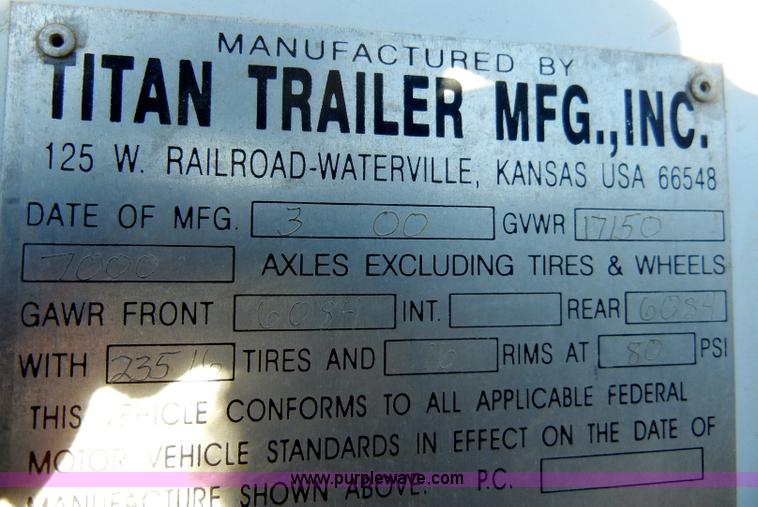 MANUFACTURED BY
TITAN TRAILER MFG., INC.
125 W. RAILROAD-WATERVILLE, KANSAS USA 66548
DATE OF MFG. 3 00 GVWR 17150
7000 AXLES EXCLUDING TIRES & WHEELS
GAWR FRONT 6084 INT. REAR 6084
WITH 235 16 TIRES AND 16 RIMS AT 80 PSI
THIS VEHICLE CONFORMS TO ALL APPLICABLE FEDERAL
MOTOR VEHICLE STANDARDS IN EFFECT ON THE DATE OF
MANUFACTURE SHOWN ABOVE. P.C.
www.purplewave.com